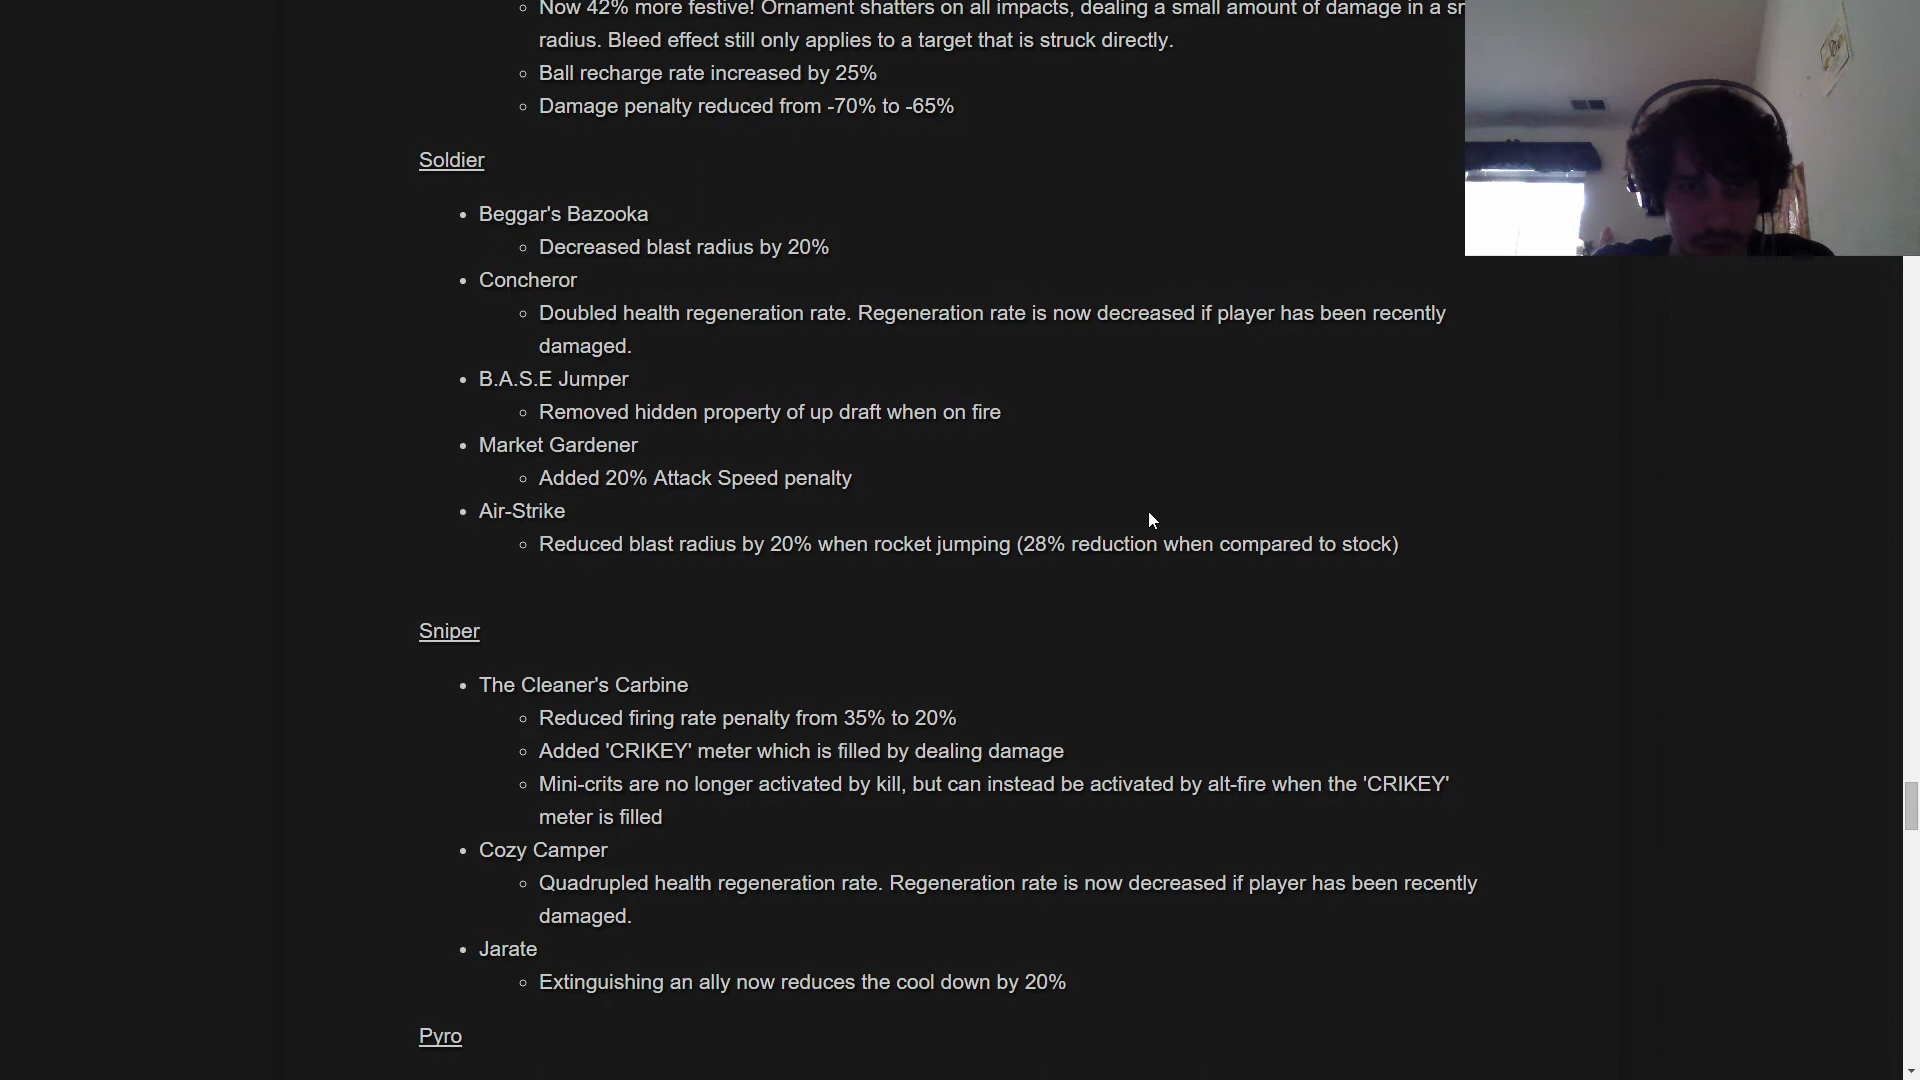 Now 42% more festive! Ornament shatters on all impacts, dealing a small amount of damage in a
radius. Bleed effect still only applies to a target that is struck directly.
Ball recharge rate increased by 25%
Damage penalty reduced from -70% to -65%
Soldier
Beggar's Bazooka
Decreased blast radius by 20%
Concheror
Doubled health regeneration rate. Regeneration rate is now decreased if player has been recently
damaged.
B.A.S.E Jumper
Removed hidden property of up draft when on fire
Market Gardener
Added 20% Attack Speed penalty
Air-Strike
Reduced blast radius by 20% when rocket jumping (28% reduction when compared to stock)
Sniper
The Cleaner's Carbine
Reduced firing rate penalty from 35% to 20%
Added 'CRIKEY' meter which is filled by dealing damage
Mini-crits are no longer activated by kill, but can instead be activated by alt-fire when the 'CRIKEY'
meter is filled
Cozy Camper
Quadrupled health regeneration rate. Regeneration rate is now decreased if player has been recently
damaged.
Jarate
Extinguishing an ally now reduces the cool down by 20%
Pyro